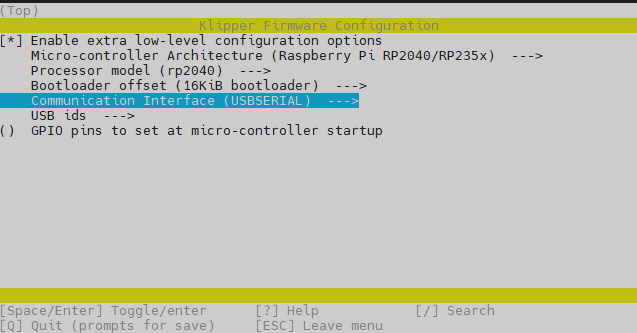 (Top)
Klipper Firmware Configuration
[*] Enable extra low-level configuration options
Micro-controller Architecture (Raspberry Pi RP2040/RP235x)  --->
Processor model (rp2040)  --->
Bootloader offset (16KiB bootloader)  --->
Communication Interface (USBSERIAL)  --->
USB ids  --->
()  GPIO pins to set at micro-controller startup
[Space/Enter] Toggle/enter      [?] Help      [/] Search
[Q] Quit (prompts for save)     [ESC] Leave menu